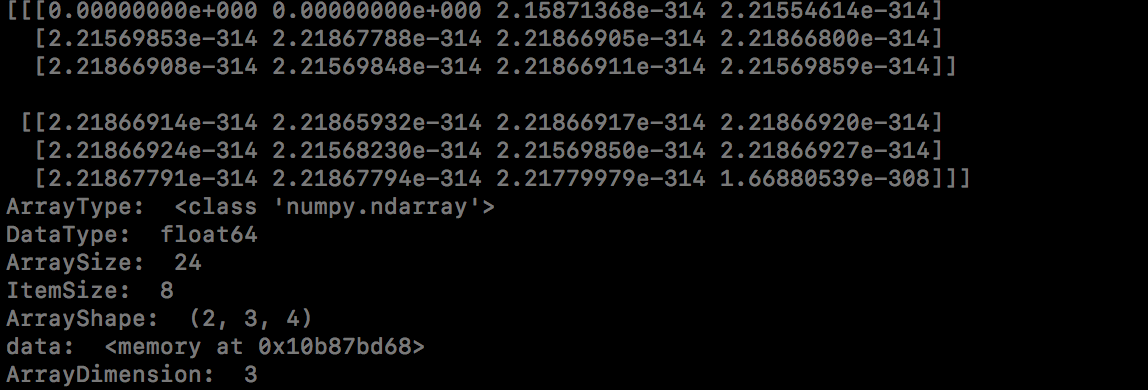 [[[0.00000000e+000 0.00000000e+000 2.15871368e-314 2.21554614e-314]
[2.21569853e-314 2.21867788e-314 2.21866905e-314 2.21866800e-314]
[2.21866908e-314 2.21569848e-314 2.21866911e-314 2.21569859e-314]]
[[2.21866914e-314 2.21865932e-314 2.21866917e-314 2.21866920e-314]
[2.21866924e-314 2.21568230e-314 2.21569850e-314 2.21866927e-314]
[2.21867791e-314 2.21867794e-314 2.21779979e-314 1.66880539e-308]]]
ArrayType:  <class 'numpy.ndarray'>
DataType:  float64
ArraySize:  24
ItemSize:  8
ArrayShape:  (2, 3, 4)
data:  <memory at 0x10b87bd68>
ArrayDimension:  3